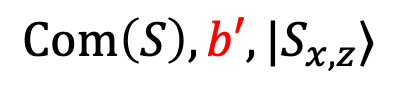 Com(S), b′, |S_{x,z}⟩